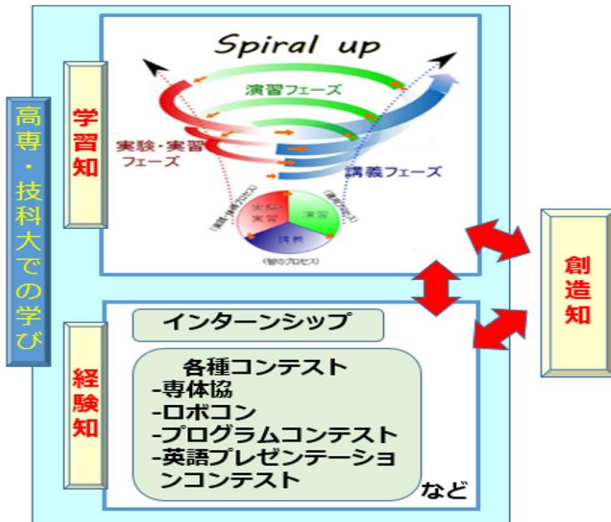 高専・技科大での学び
学習知
Spiral up
演習フェーズ
実験・実習
フェーズ
講義フェーズ
実験・
実習
演習
講義
(智のプロセス)
創造知
経験知
インターンシップ
各種コンテスト
-専体協
-ロボコン
-プログラムコンテスト
-英語プレゼンテーショ
ンコンテスト
など